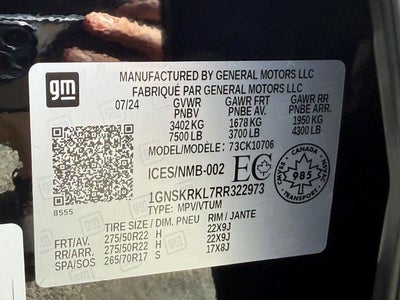 gm
MANUFACTURED BY GENERAL MOTORS LLC
FABRIQUÉ PAR GENERAL MOTORS LLC
07/24 GVWR GAWR FRT GAWR RR
PNBV PNBE AV. PNBE ARR.
3402 KG 1678 KG 1950 KG
7500 LB 3700 LB 4300 LB
MODEL/MODÈLE: 73CK10706
ICES/NMB-002 EC
CMVSS CANADA NSVAC
985
TRANSPORT
8555
1GNSKRKL7RR322973
TYPE: MPV/VTUM
TIRE SIZE / DIM. PNEU RIM / JANTE
FRT/AV. 275/50R22 H 22X9J
RR/ARR. 275/50R22 H 22X9J
SPA/SOS 265/70R17 S 17X8J